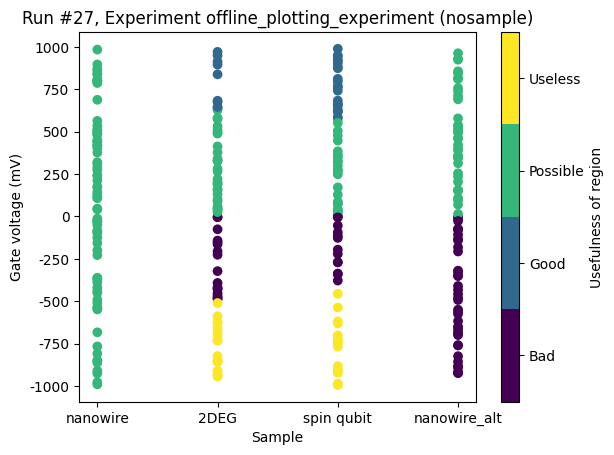 Run #27, Experiment offline_plotting_experiment (nosample)
1000
750
500
250
0
-250
-500
-750
-1000
Gate voltage (mV)
nanowire
2DEG
spin qubit
nanowire_alt
Sample
Useless
Possible
Good
Bad
Usefulness of region